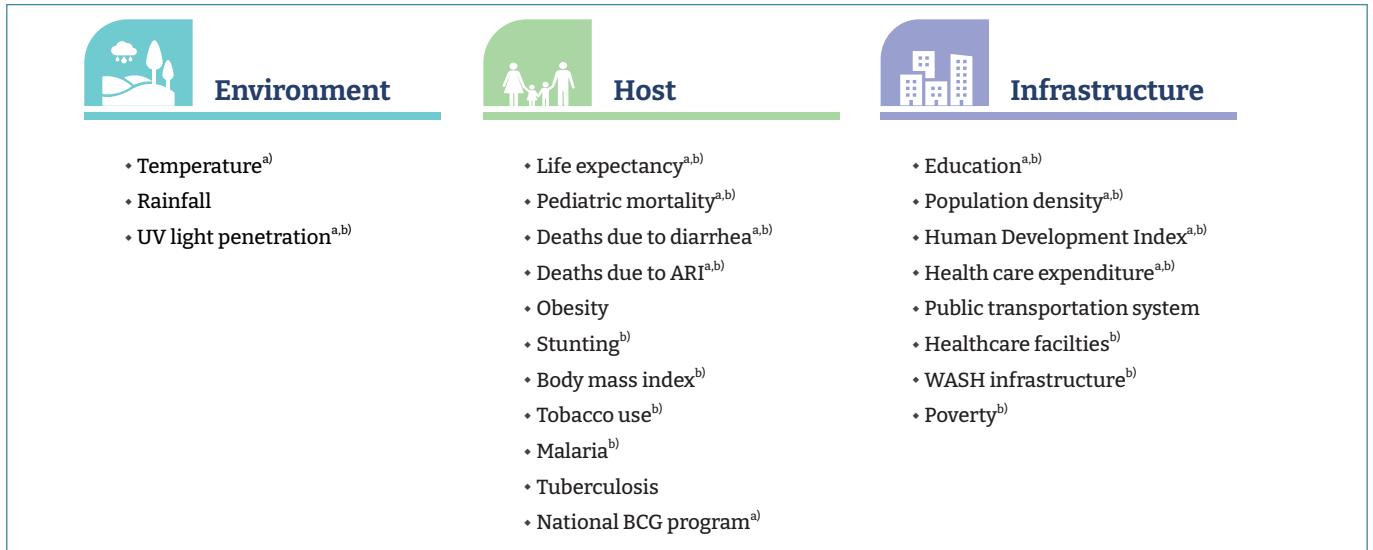 Environment
• Temperature a)
• Rainfall
• UV light penetration a,b)
Host
• Life expectancy a,b)
• Pediatric mortality a,b)
• Deaths due to diarrhea a,b)
• Deaths due to ARI a,b)
• Obesity
• Stunting b)
• Body mass index b)
• Tobacco use b)
• Malaria b)
• Tuberculosis
• National BCG program a)
Infrastructure
• Education a,b)
• Population density a,b)
• Human Development Index a,b)
• Health care expenditure a,b)
• Public transportation system
• Healthcare facilties b)
• WASH infrastructure b)
• Poverty b)